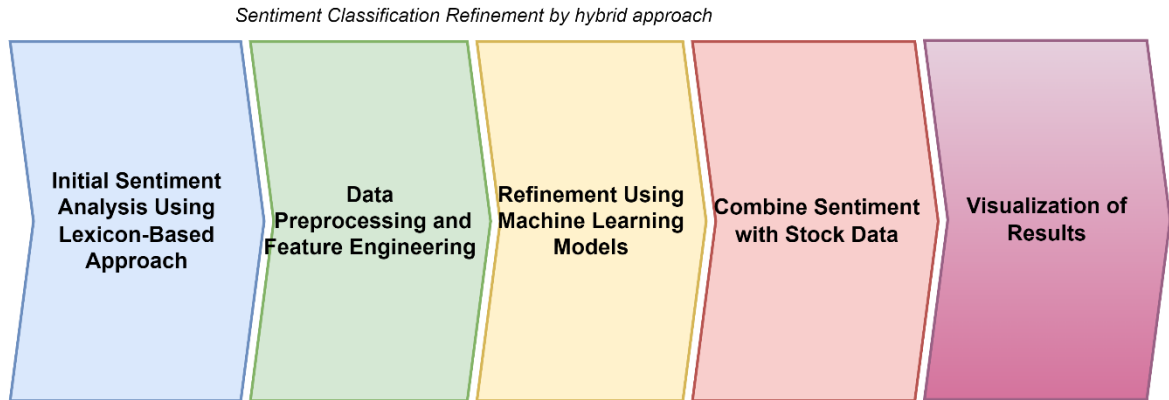 Sentiment Classification Refinement by hybrid approach
Initial Sentiment
Analysis Using
Lexicon-Based
Approach
Data
Preprocessing and
Feature Engineering
Refinement Using
Machine Learning
Models
Combine Sentiment
with Stock Data
Visualization of
Results